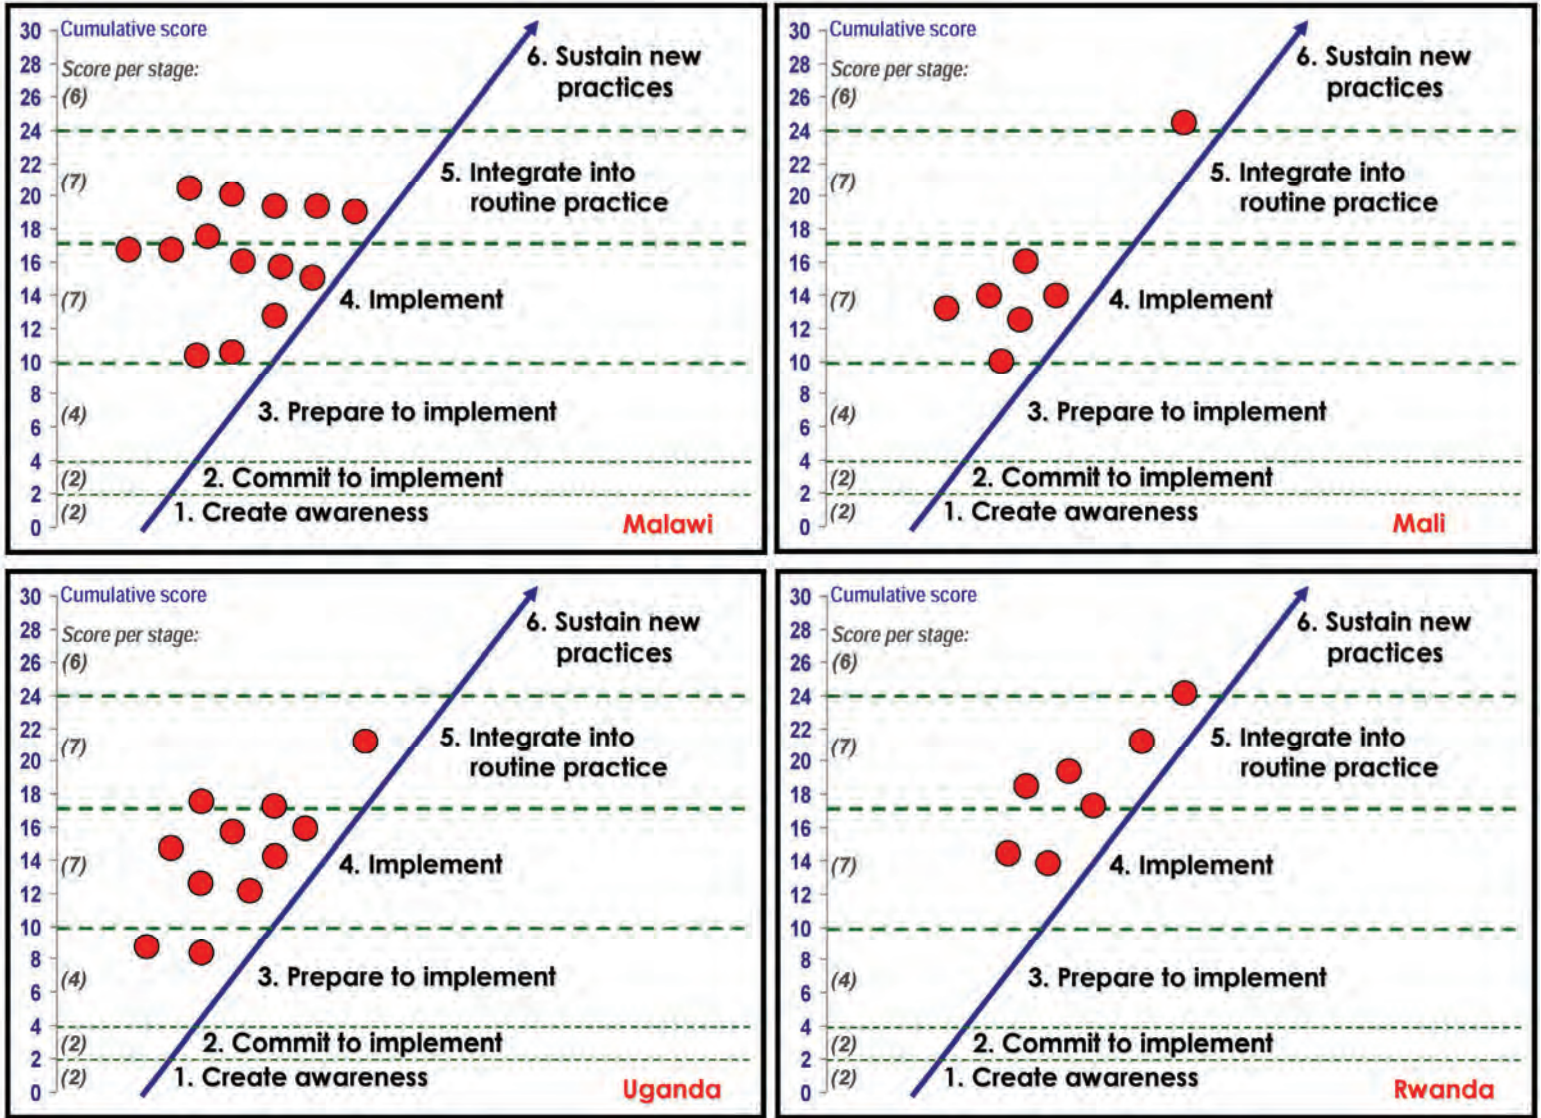 30 Cumulative score
28 Score per stage:
26 (6)
24
22 (7)
20
18
16
14 (7)
12
10
8
6 (4)
4
2 (2)
0 (2)
6. Sustain new
practices
5. Integrate into
routine practice
4. Implement
3. Prepare to implement
2. Commit to implement
1. Create awareness
Malawi
30 Cumulative score
28 Score per stage:
26 (6)
24
22 (7)
20
18
16
14 (7)
12
10
8
6 (4)
4
2 (2)
0 (2)
6. Sustain new
practices
5. Integrate into
routine practice
4. Implement
3. Prepare to implement
2. Commit to implement
1. Create awareness
Mali
30 Cumulative score
28 Score per stage:
26 (6)
24
22 (7)
20
18
16
14 (7)
12
10
8
6 (4)
4
2 (2)
0 (2)
6. Sustain new
practices
5. Integrate into
routine practice
4. Implement
3. Prepare to implement
2. Commit to implement
1. Create awareness
Uganda
30 Cumulative score
28 Score per stage:
26 (6)
24
22 (7)
20
18
16
14 (7)
12
10
8
6 (4)
4
2 (2)
0 (2)
6. Sustain new
practices
5. Integrate into
routine practice
4. Implement
3. Prepare to implement
2. Commit to implement
1. Create awareness
Rwanda